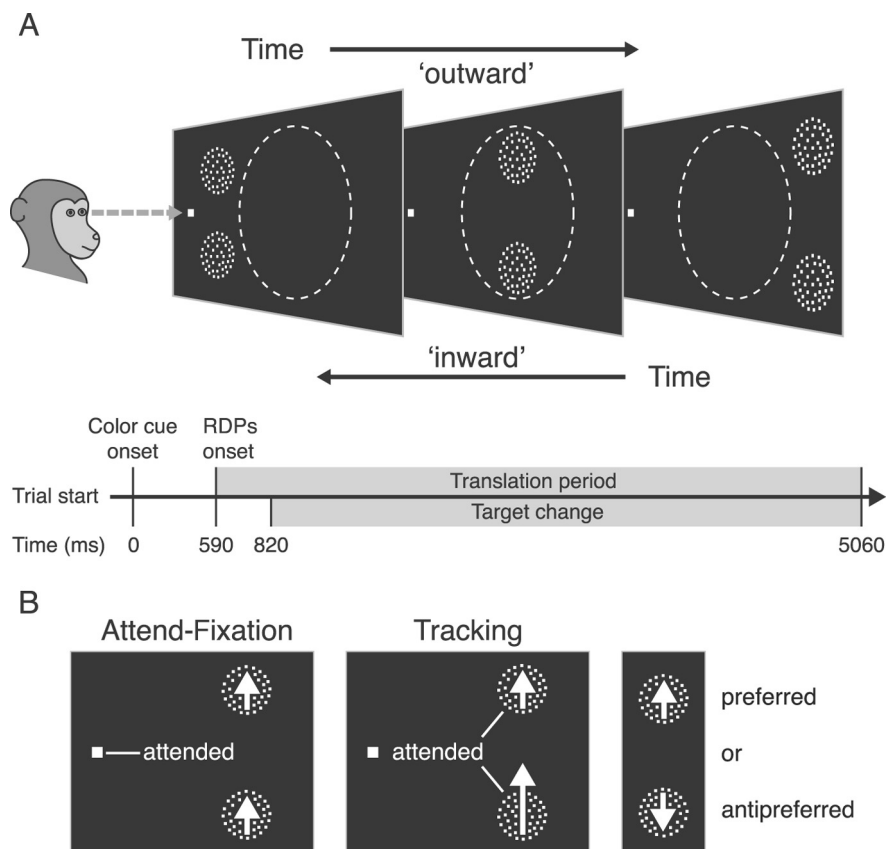 A
Time
‘outward’
‘inward’
Time
Color cue
onset
RDPs
onset
Trial start
Translation period
Target change
Time (ms)
0
590
820
5060
B
Attend-Fixation
Tracking
attended
attended
preferred
or
antipreferred